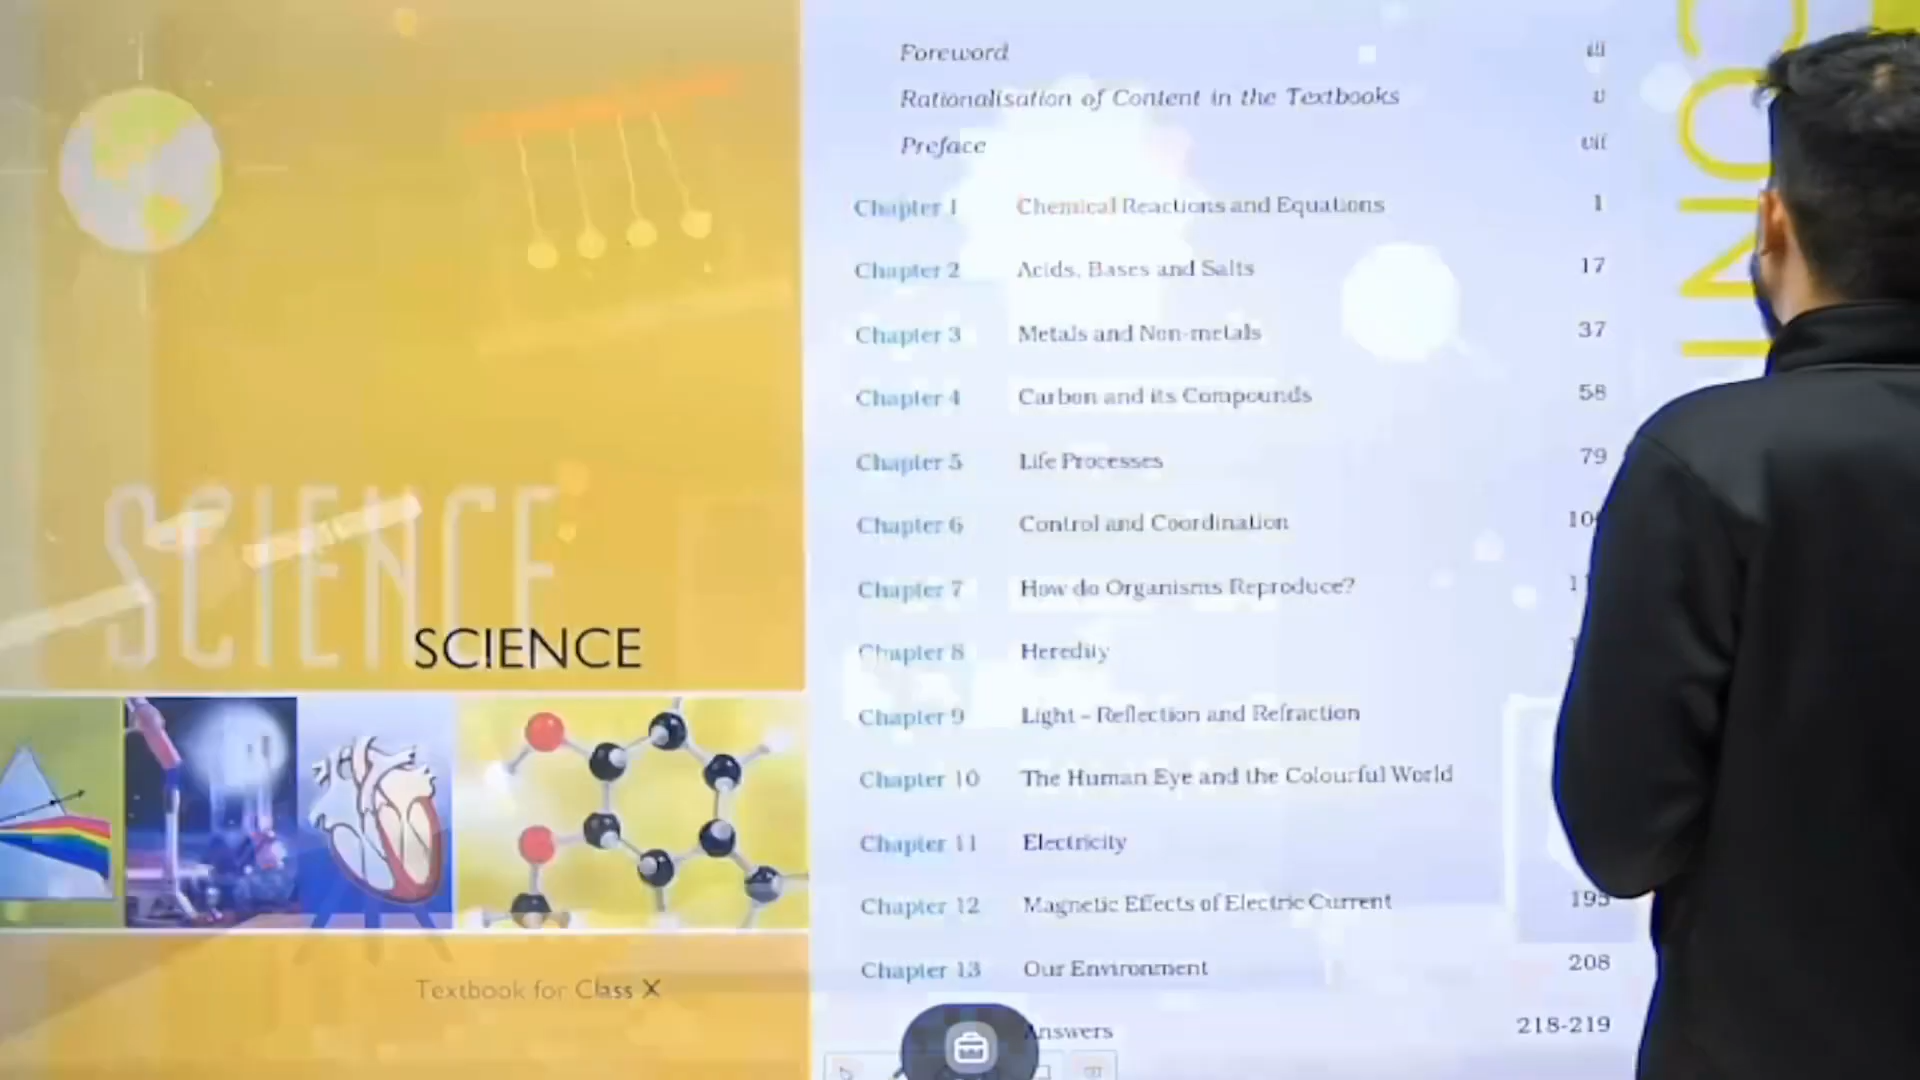 SCIENCE
SCIENCE
Textbook for Class X
Foreword iii
Rationalisation of Content in the Textbooks v
Preface vii
Chapter 1 Chemical Reactions and Equations 1
Chapter 2 Acids, Bases and Salts 17
Chapter 3 Metals and Non-metals 37
Chapter 4 Carbon and its Compounds 58
Chapter 5 Life Processes 79
Chapter 6 Control and Coordination
Chapter 7 How do Organisms Reproduce?
Chapter 8 Heredity
Chapter 9 Light – Reflection and Refraction
Chapter 10 The Human Eye and the Colourful World
Chapter 11 Electricity
Chapter 12 Magnetic Effects of Electric Current 195
Chapter 13 Our Environment 208
Answers 218-219